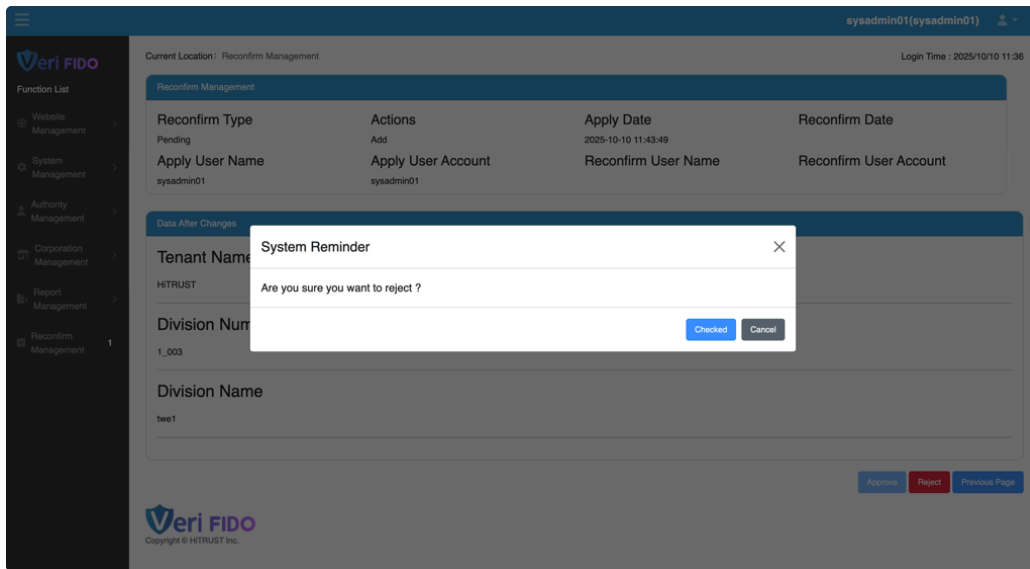 sysadmin01(sysadmin01)
Veri FIDO
Function List
Website Management
System Management
Authority Management
Corporation Management
Report Management
Reconfirm Management 1
Current Location: Reconfirm Management
Login Time : 2025/10/10 11:36
Reconfirm Management
Reconfirm Type Actions Apply Date Reconfirm Date
Pending Add 2025-10-10 11:43:49
Apply User Name Apply User Account Reconfirm User Name Reconfirm User Account
sysadmin01 sysadmin01
Data After Changes
Tenant Name
HiTRUST
Division Num
1_003
Division Name
twe1
System Reminder
Are you sure you want to reject ?
Checked Cancel
Approve Reject Previous Page
Veri FIDO
Copyright © HiTRUST Inc.